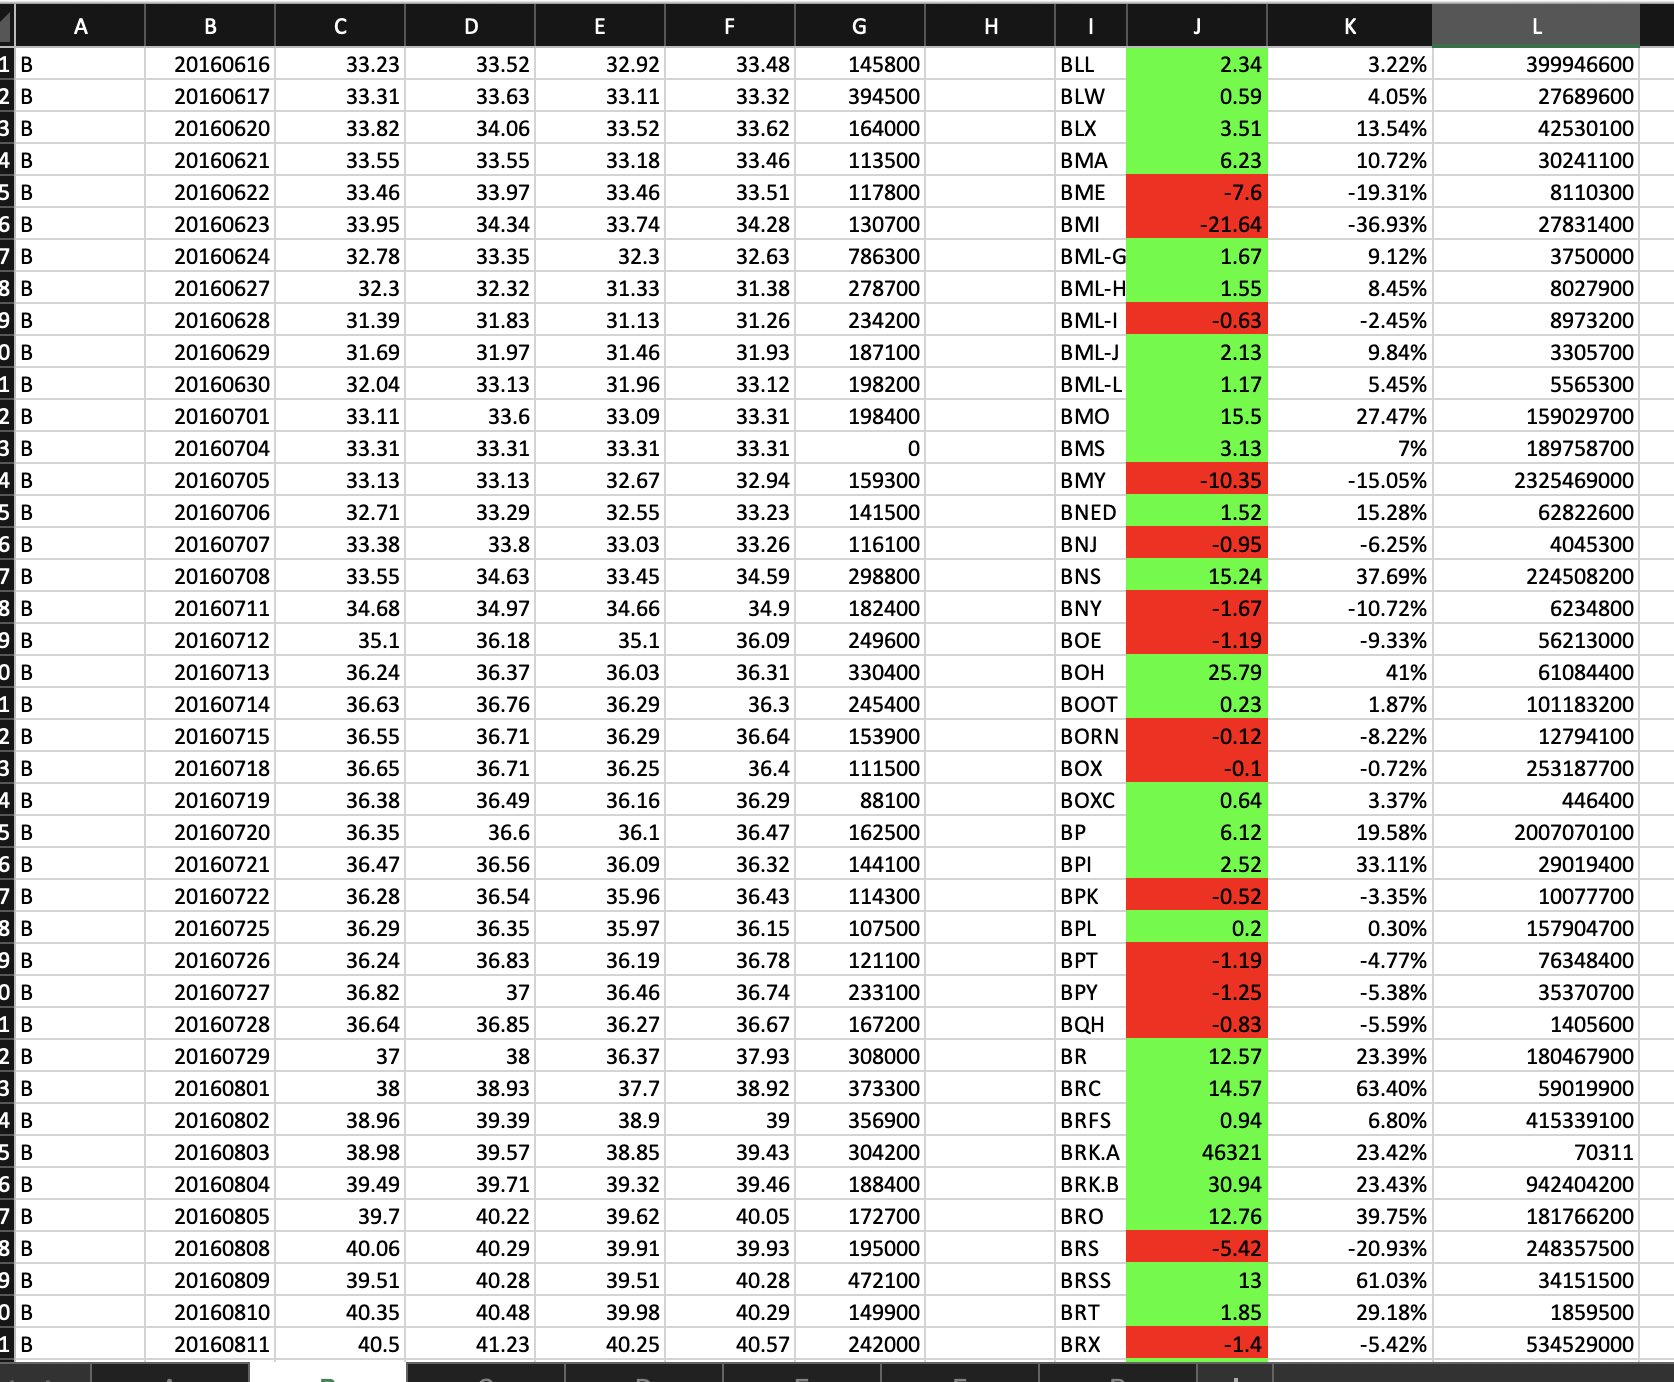 A B C D E F G H I J K L
1 B 20160616 33.23 33.52 32.92 33.48 145800 BLL 2.34 3.22% 399946600
2 B 20160617 33.31 33.63 33.11 33.32 394500 BLW 0.59 4.05% 27689600
3 B 20160620 33.82 34.06 33.52 33.62 164000 BLX 3.51 13.54% 42530100
4 B 20160621 33.55 33.55 33.18 33.46 113500 BMA 6.23 10.72% 30241100
5 B 20160622 33.46 33.97 33.46 33.51 117800 BME -7.6 -19.31% 8110300
6 B 20160623 33.95 34.34 33.74 34.28 130700 BMI -21.64 -36.93% 27831400
7 B 20160624 32.78 33.35 32.3 32.63 786300 BML-G 1.67 9.12% 3750000
8 B 20160627 32.3 32.32 31.33 31.38 278700 BML-H 1.55 8.45% 8027900
9 B 20160628 31.39 31.83 31.13 31.26 234200 BML-I -0.63 -2.45% 8973200
0 B 20160629 31.69 31.97 31.46 31.93 187100 BML-J 2.13 9.84% 3305700
1 B 20160630 32.04 33.13 31.96 33.12 198200 BML-L 1.17 5.45% 5565300
2 B 20160701 33.11 33.6 33.09 33.31 198400 BMO 15.5 27.47% 159029700
3 B 20160704 33.31 33.31 33.31 33.31 0 BMS 3.13 7% 189758700
4 B 20160705 33.13 33.13 32.67 32.94 159300 BMY -10.35 -15.05% 2325469000
5 B 20160706 32.71 33.29 32.55 33.23 141500 BNED 1.52 15.28% 62822600
6 B 20160707 33.38 33.8 33.03 33.26 116100 BNJ -0.95 -6.25% 4045300
7 B 20160708 33.55 34.63 33.45 34.59 298800 BNS 15.24 37.69% 224508200
8 B 20160711 34.68 34.97 34.66 34.9 182400 BNY -1.67 -10.72% 6234800
9 B 20160712 35.1 36.18 35.1 36.09 249600 BOE -1.19 -9.33% 56213000
0 B 20160713 36.24 36.37 36.03 36.31 330400 BOH 25.79 41% 61084400
1 B 20160714 36.63 36.76 36.29 36.3 245400 BOOT 0.23 1.87% 101183200
2 B 20160715 36.55 36.71 36.29 36.64 153900 BORN -0.12 -8.22% 12794100
3 B 20160718 36.65 36.71 36.25 36.4 111500 BOX -0.1 -0.72% 253187700
4 B 20160719 36.38 36.49 36.16 36.29 88100 BOXC 0.64 3.37% 446400
5 B 20160720 36.35 36.6 36.1 36.47 162500 BP 6.12 19.58% 2007070100
6 B 20160721 36.47 36.56 36.09 36.32 144100 BPI 2.52 33.11% 29019400
7 B 20160722 36.28 36.54 35.96 36.43 114300 BPK -0.52 -3.35% 10077700
8 B 20160725 36.29 36.35 35.97 36.15 107500 BPL 0.2 0.30% 157904700
9 B 20160726 36.24 36.83 36.19 36.78 121100 BPT -1.19 -4.77% 76348400
0 B 20160727 36.82 37 36.46 36.74 233100 BPY -1.25 -5.38% 35370700
1 B 20160728 36.64 36.85 36.27 36.67 167200 BQH -0.83 -5.59% 1405600
2 B 20160729 37 38 36.37 37.93 308000 BR 12.57 23.39% 180467900
3 B 20160801 38 38.93 37.7 38.92 373300 BRC 14.57 63.40% 59019900
4 B 20160802 38.96 39.39 38.9 39 356900 BRFS 0.94 6.80% 415339100
5 B 20160803 38.98 39.57 38.85 39.43 304200 BRK.A 46321 23.42% 70311
6 B 20160804 39.49 39.71 39.32 39.46 188400 BRK.B 30.94 23.43% 942404200
7 B 20160805 39.7 40.22 39.62 40.05 172700 BRO 12.76 39.75% 181766200
8 B 20160808 40.06 40.29 39.91 39.93 195000 BRS -5.42 -20.93% 248357500
9 B 20160809 39.51 40.28 39.51 40.28 472100 BRSS 13 61.03% 34151500
0 B 20160810 40.35 40.48 39.98 40.29 149900 BRT 1.85 29.18% 1859500
1 B 20160811 40.5 41.23 40.25 40.57 242000 BRX -1.4 -5.42% 534529000